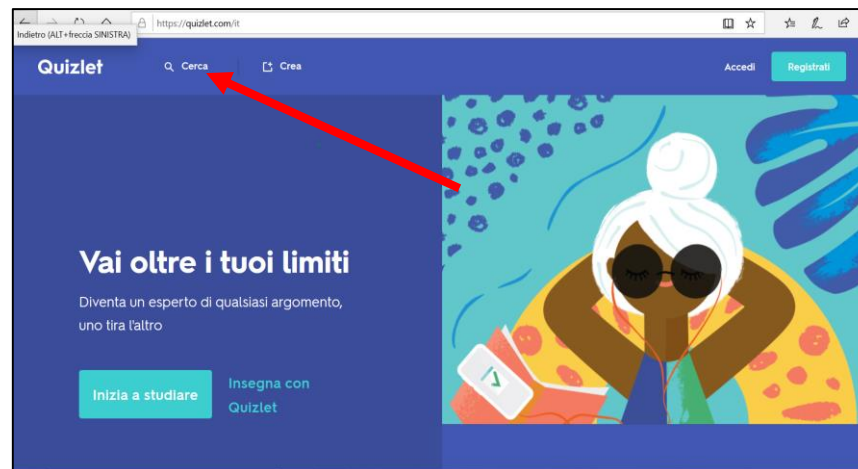 https://quizlet.com/it
Indietro (ALT+freccia SINISTRA)
Quizlet
Cerca
Crea
Accedi
Registrati
Vai oltre i tuoi limiti
Diventa un esperto di qualsiasi argomento,
uno tira l'altro
Inizia a studiare
Insegna con
Quizlet